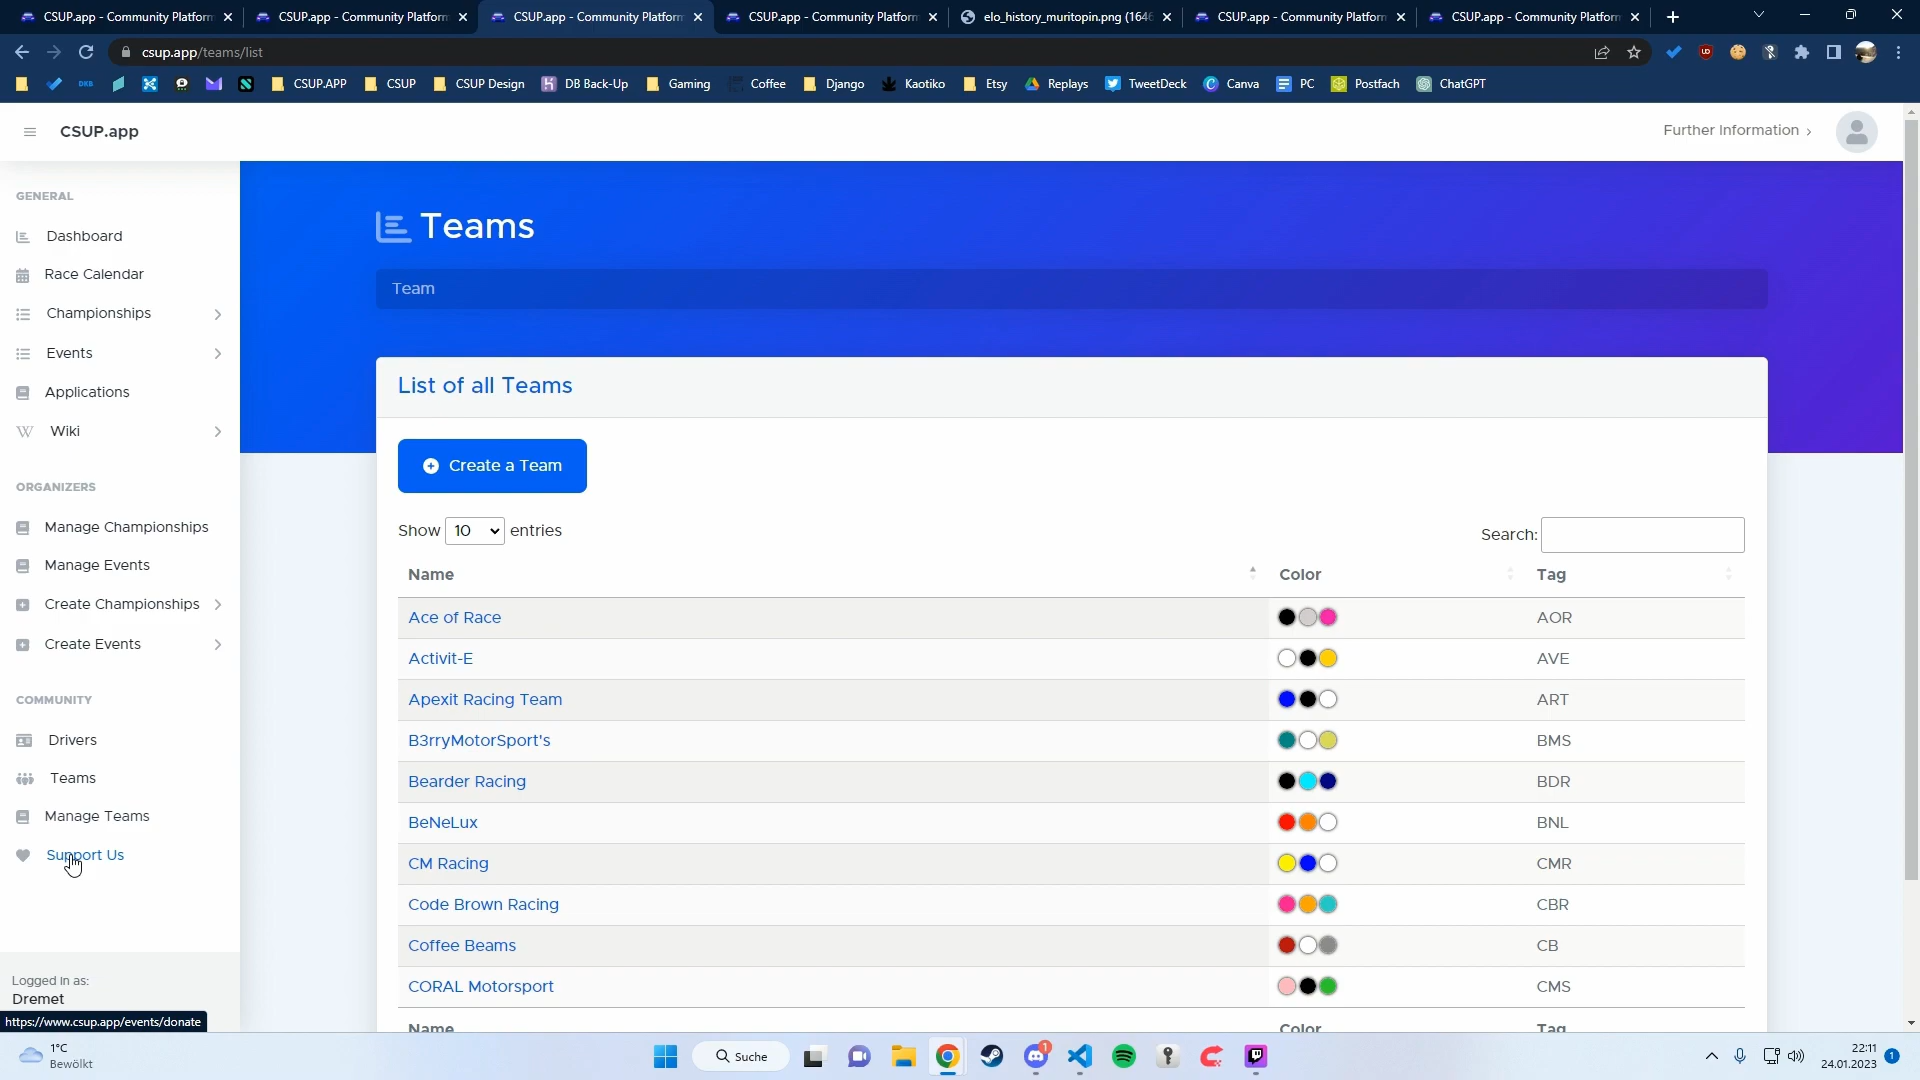 CSUP.app - Community Platform
CSUP.app - Community Platform
CSUP.app - Community Platform
CSUP.app - Community Platform
elo_history_muritopin.png (164
CSUP.app - Community Platform
CSUP.app - Community Platform
csup.app/teams/list
DKB
CSUP.APP
CSUP
CSUP Design
DB Back-Up
Gaming
Coffee
Django
Kaotiko
Etsy
Replays
TweetDeck
Canva
PC
Postfach
ChatGPT
CSUP.app
Further Information
GENERAL
Dashboard
Race Calendar
Championships
Events
Applications
Wiki
ORGANIZERS
Manage Championships
Manage Events
Create Championships
Create Events
COMMUNITY
Drivers
Teams
Manage Teams
Support Us
Logged in as:
Dremet
https://www.csup.app/events/donate
Teams
Team
List of all Teams
Create a Team
Show 10 entries
Search:
Name Color Tag
Ace of Race AOR
Activit-E AVE
Apexit Racing Team ART
B3rryMotorSport's BMS
Bearder Racing BDR
BeNeLux BNL
CM Racing CMR
Code Brown Racing CBR
Coffee Beams CB
CORAL Motorsport CMS
Name Color Tag
1°C
Bewölkt
Suche
1
22:11
24.01.2023
1